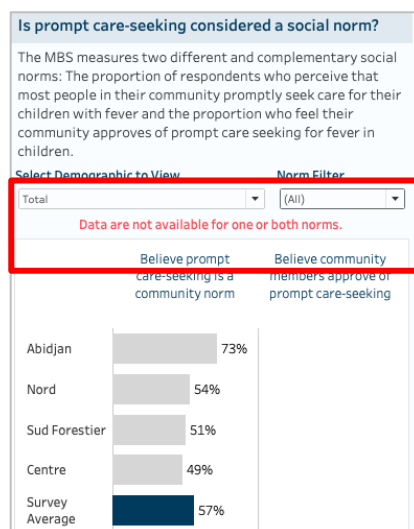 Is prompt care-seeking considered a social norm?
The MBS measures two different and complementary social
norms: The proportion of respondents who perceive that
most people in their community promptly seek care for their
children with fever and the proportion who feel their
community approves of prompt care seeking for fever in
children.
Select Demographic to View Norm Filter
Total (All)
Data are not available for one or both norms.
Believe prompt Believe community
care-seeking is a members approve of
community norm prompt care-seeking
Abidjan 73%
Nord 54%
Sud Forestier 51%
Centre 49%
Survey
Average 57%